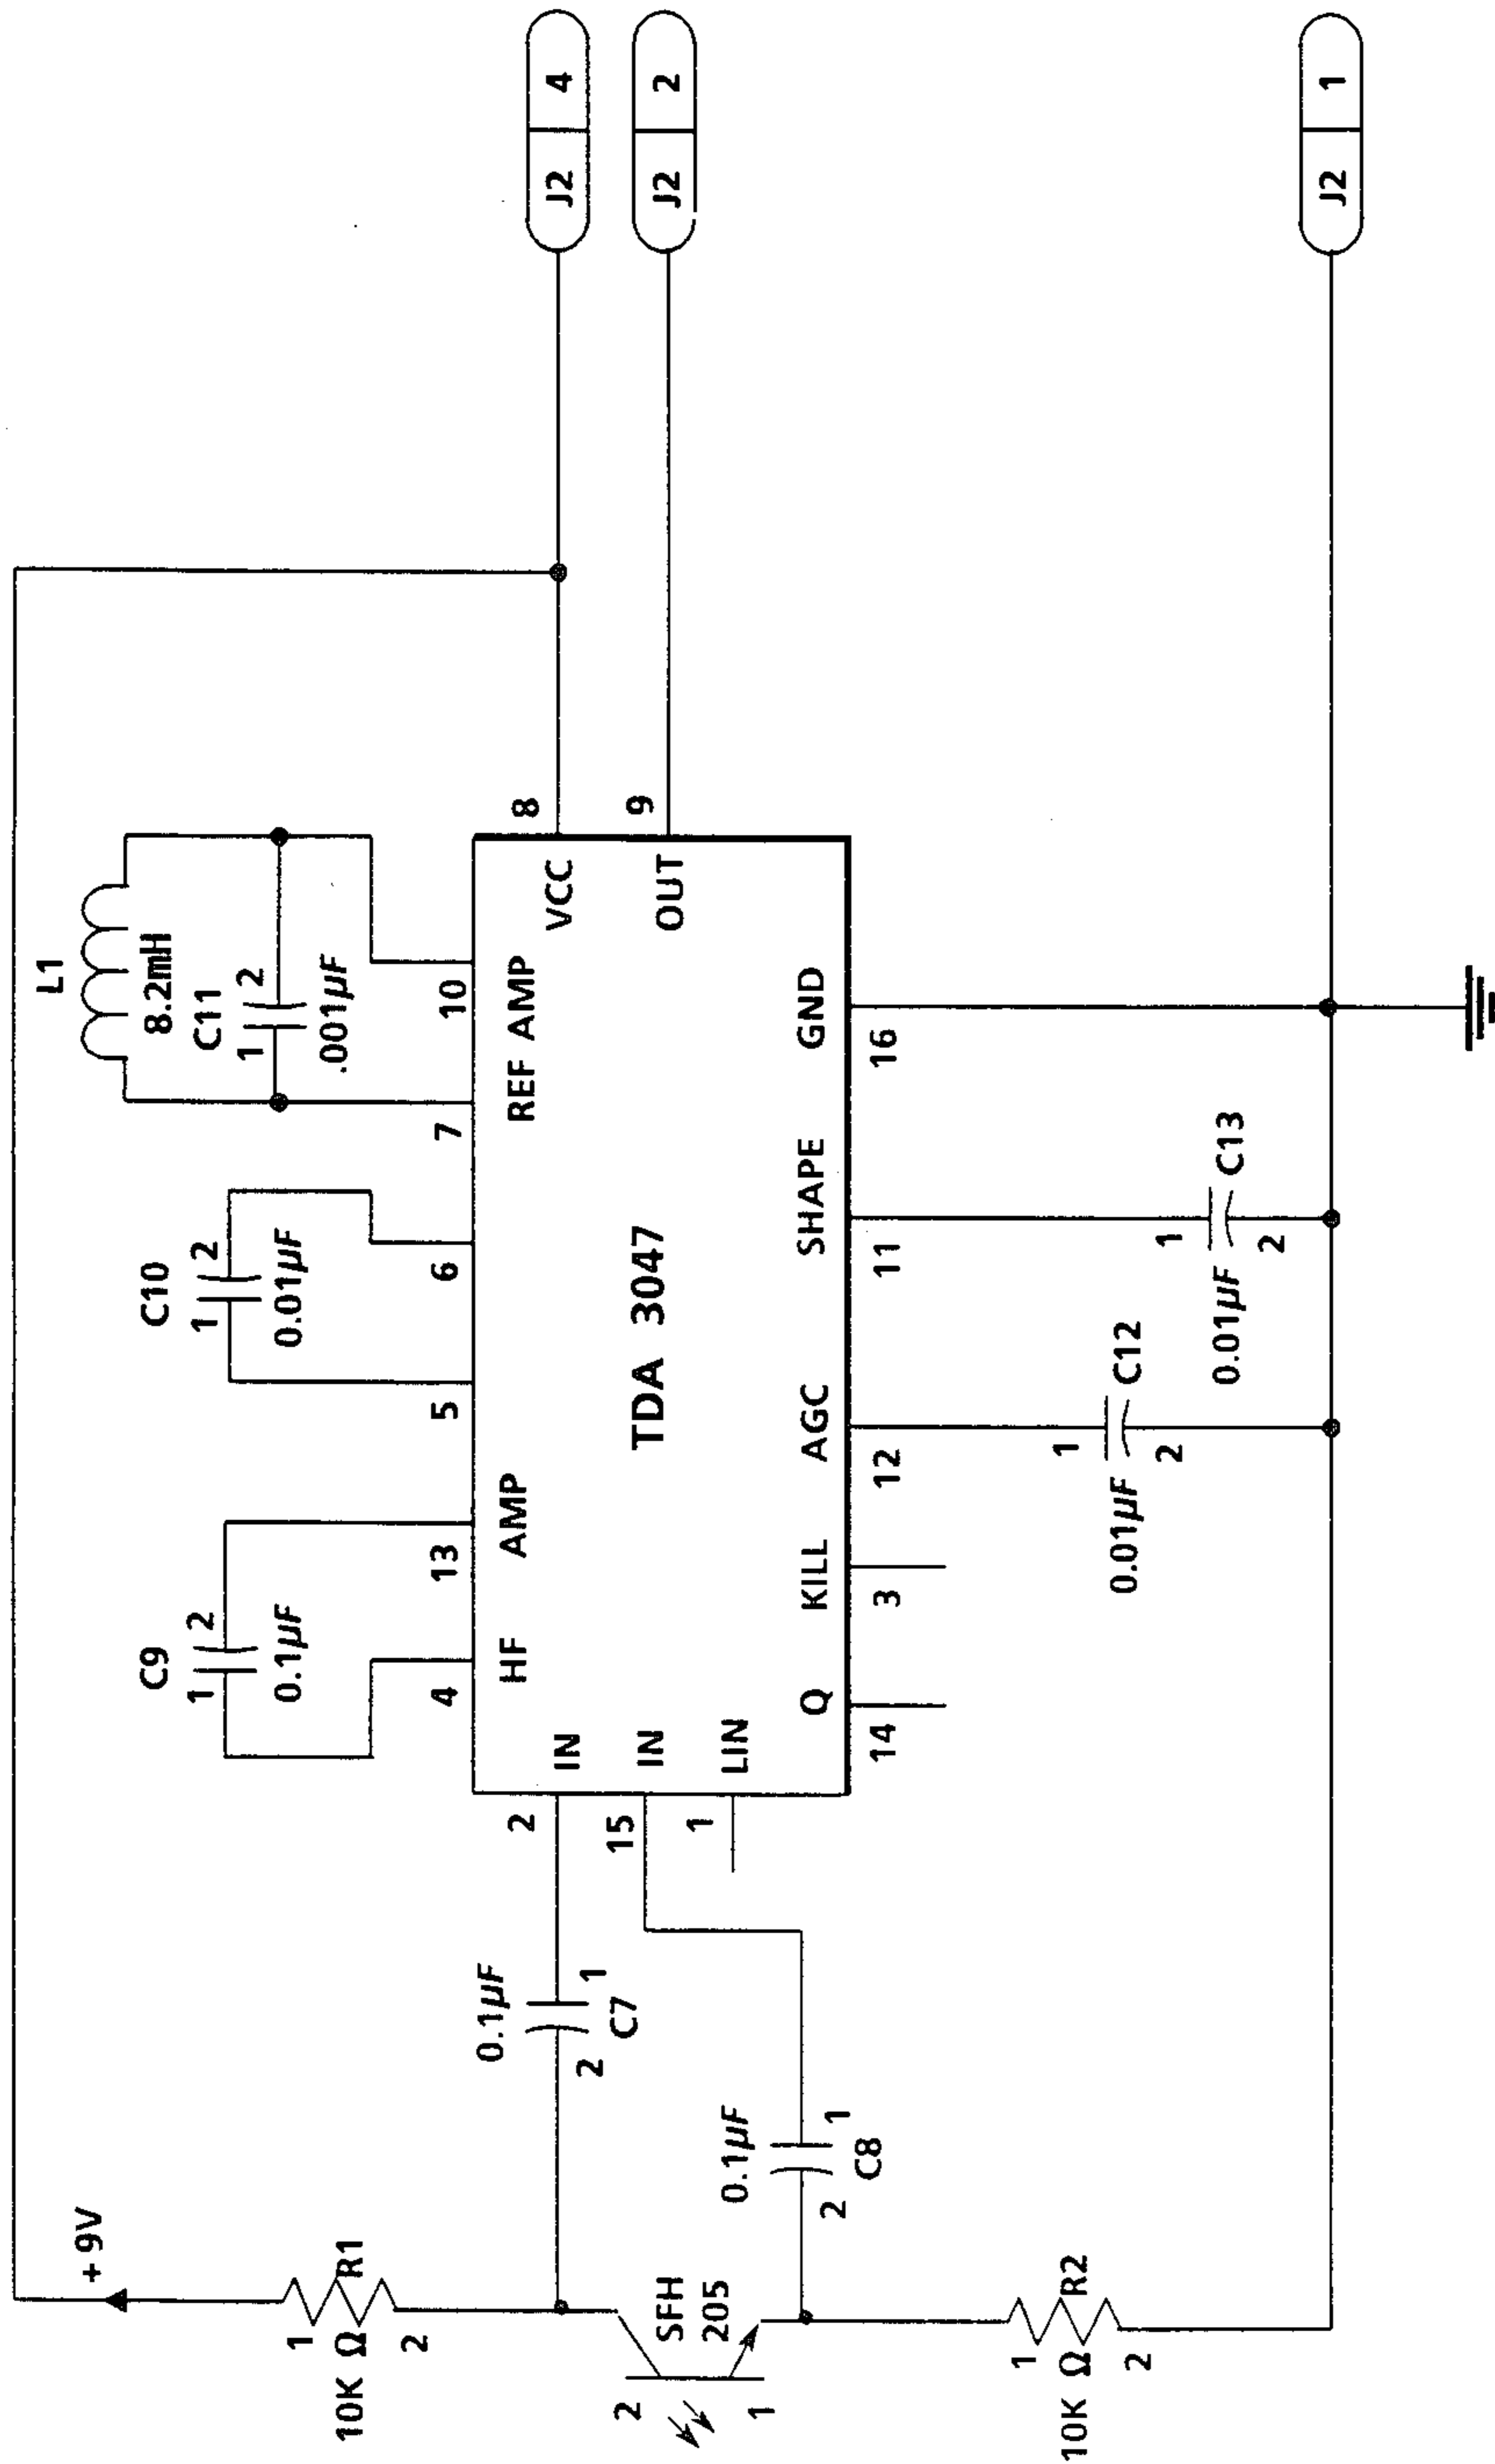 +9V
1
10K Ω R1
2
SFH
205
2
1
1
10K Ω R2
2
0.1µF
2 1
C7
0.1µF
2 1
C8
C9
1 2
0.1µF
C10
1 2
0.01µF
L1
8.2mH
C11
1 2
.001µF
4 13 5 6 7 10
HF AMP REF AMP
2 IN
15 IN
1 LIN
TDA 3047
VCC 8
OUT 9
Q KILL AGC SHAPE GND
14 3 12 11 16
1
0.01µF C12
2
1
0.01µF C13
2
J2 4
J2 2
J2 1